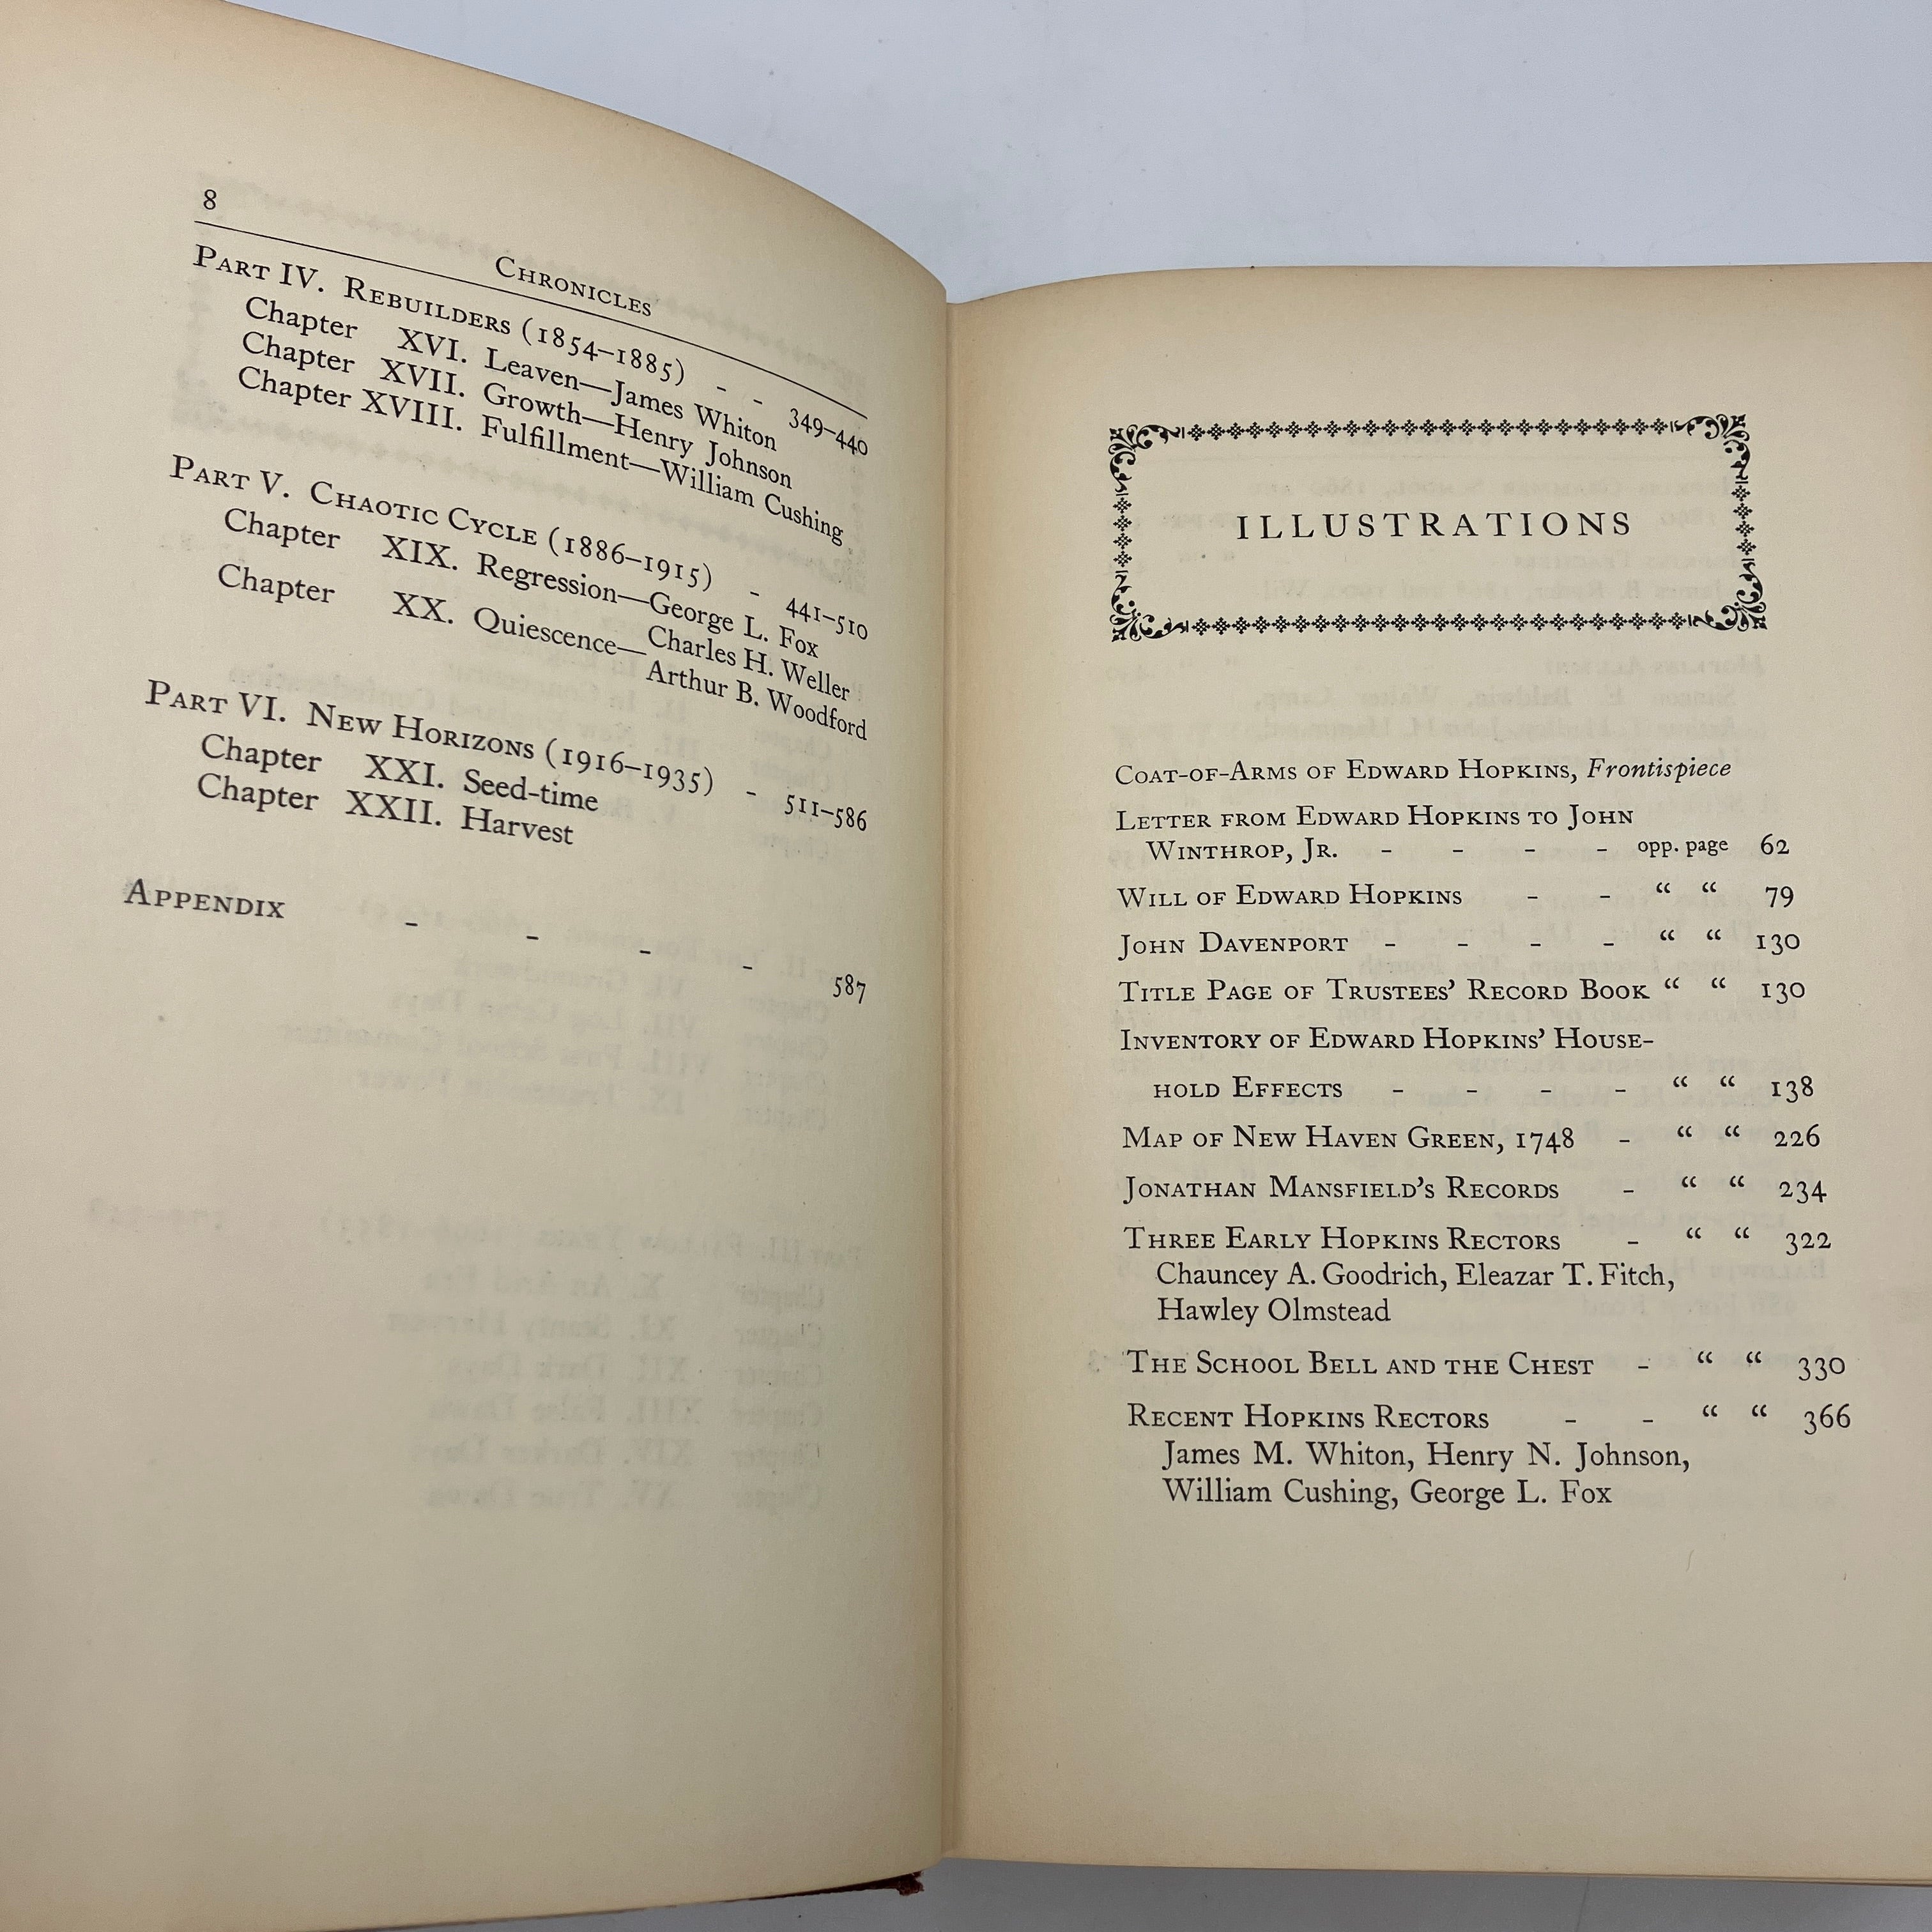 8
CHRONICLES
PART IV. REBUILDERS (1854–1885) - - 349–440
Chapter XVI. Leaven—James Whiton
Chapter XVII. Growth—Henry Johnson
Chapter XVIII. Fulfillment—William Cushing
PART V. CHAOTIC CYCLE (1886–1915) - 441–510
Chapter XIX. Regression—George L. Fox
Charles H. Weller
Chapter XX. Quiescence—
Arthur B. Woodford
PART VI. NEW HORIZONS (1916–1935) - 511–586
Chapter XXI. Seed-time
Chapter XXII. Harvest
APPENDIX - - - - 587
ILLUSTRATIONS
COAT-OF-ARMS OF EDWARD HOPKINS, Frontispiece
LETTER FROM EDWARD HOPKINS TO JOHN
WINTHROP, JR. - - - - opp. page 62
WILL OF EDWARD HOPKINS - - “ “ 79
JOHN DAVENPORT - - - - “ “ 130
TITLE PAGE OF TRUSTEES’ RECORD BOOK “ “ 130
INVENTORY OF EDWARD HOPKINS’ HOUSE-
HOLD EFFECTS - - - - “ “ 138
MAP OF NEW HAVEN GREEN, 1748 - “ “ 226
JONATHAN MANSFIELD’S RECORDS - “ “ 234
THREE EARLY HOPKINS RECTORS - “ “ 322
Chauncey A. Goodrich, Eleazar T. Fitch,
Hawley Olmstead
THE SCHOOL BELL AND THE CHEST - “ “ 330
RECENT HOPKINS RECTORS - - “ “ 366
James M. Whiton, Henry N. Johnson,
William Cushing, George L. Fox